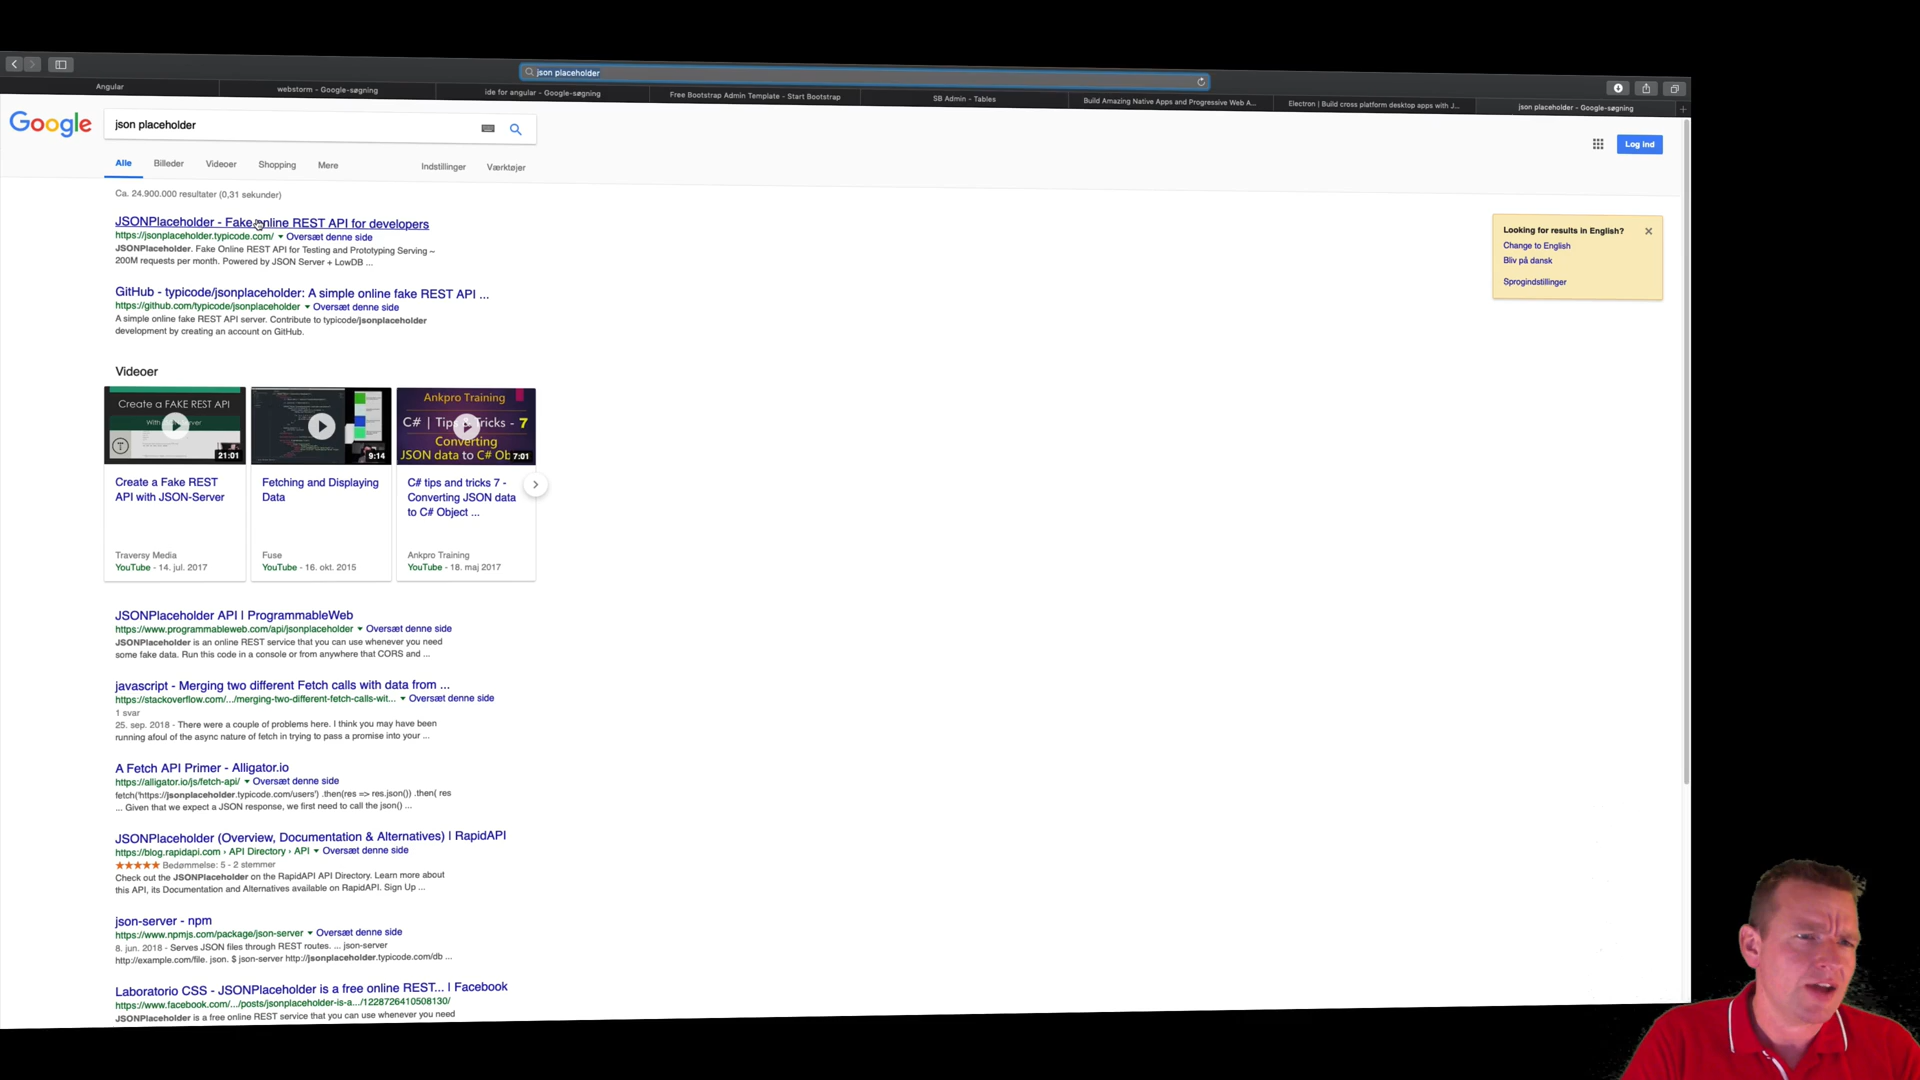 json placeholder
Angular
webstorm - Google-søgning
ide for angular - Google-søgning
Free Bootstrap Admin Template - Start Bootstrap
SB Admin - Tables
Build Amazing Native Apps and Progressive Web A...
Electron | Build cross platform desktop apps with J...
json placeholder - Google-søgning
Google
json placeholder
Log ind
Alle
Billeder
Videoer
Shopping
Mere
Indstillinger
Værktøjer
Ca. 24.900.000 resultater (0,31 sekunder)
JSONPlaceholder - Fake online REST API for developers
https://jsonplaceholder.typicode.com/ Oversæt denne side
JSONPlaceholder. Fake Online REST API for Testing and Prototyping Serving ~
200M requests per month. Powered by JSON Server + LowDB ...
Looking for results in English?
Change to English
Bliv på dansk
Sprogindstillinger
GitHub - typicode/jsonplaceholder: A simple online fake REST API ...
https://github.com/typicode/jsonplaceholder Oversæt denne side
A simple online fake REST API server. Contribute to typicode/jsonplaceholder
development by creating an account on GitHub.
Videoer
Create a FAKE REST API
21:01
9:14
Ankpro Training
C# | Tips & Tricks - 7
Converting
JSON data to C# Ob
7:01
Create a Fake REST
API with JSON-Server
Traversy Media
YouTube - 14. jul. 2017
Fetching and Displaying
Data
Fuse
YouTube - 16. okt. 2015
C# tips and tricks 7 -
Converting JSON data
to C# Object ...
Ankpro Training
YouTube - 18. maj 2017
JSONPlaceholder API | ProgrammableWeb
https://www.programmableweb.com/api/jsonplaceholder Oversæt denne side
JSONPlaceholder is an online REST service that you can use whenever you need
some fake data. Run this code in a console or from anywhere that CORS and ...
javascript - Merging two different Fetch calls with data from ...
https://stackoverflow.com/.../merging-two-different-fetch-calls-wit... Oversæt denne side
1 svar
25. sep. 2018 - There were a couple of problems here. I think you may have been
running afoul of the async nature of fetch in trying to pass a promise into your ...
A Fetch API Primer - Alligator.io
https://alligator.io/js/fetch-api/ Oversæt denne side
fetch('https://jsonplaceholder.typicode.com/users') .then(res => res.json()) .then( res
... Given that we expect a JSON response, we first need to call the json() ...
JSONPlaceholder (Overview, Documentation & Alternatives) | RapidAPI
https://blog.rapidapi.com › API Directory › API Oversæt denne side
Bedømmelse: 5 - 2 stemmer
Check out the JSONPlaceholder on the RapidAPI API Directory. Learn more about
this API, its Documentation and Alternatives available on RapidAPI. Sign Up ...
json-server - npm
https://www.npmjs.com/package/json-server Oversæt denne side
8. jun. 2018 - Serves JSON files through REST routes. ... json-server
http://example.com/file. json. $ json-server http://jsonplaceholder.typicode.com/db ...
Laboratorio CSS - JSONPlaceholder is a free online REST... | Facebook
https://www.facebook.com/.../posts/jsonplaceholder-is-a.../1228726410508130/
JSONPlaceholder is a free online REST service that you can use whenever you need